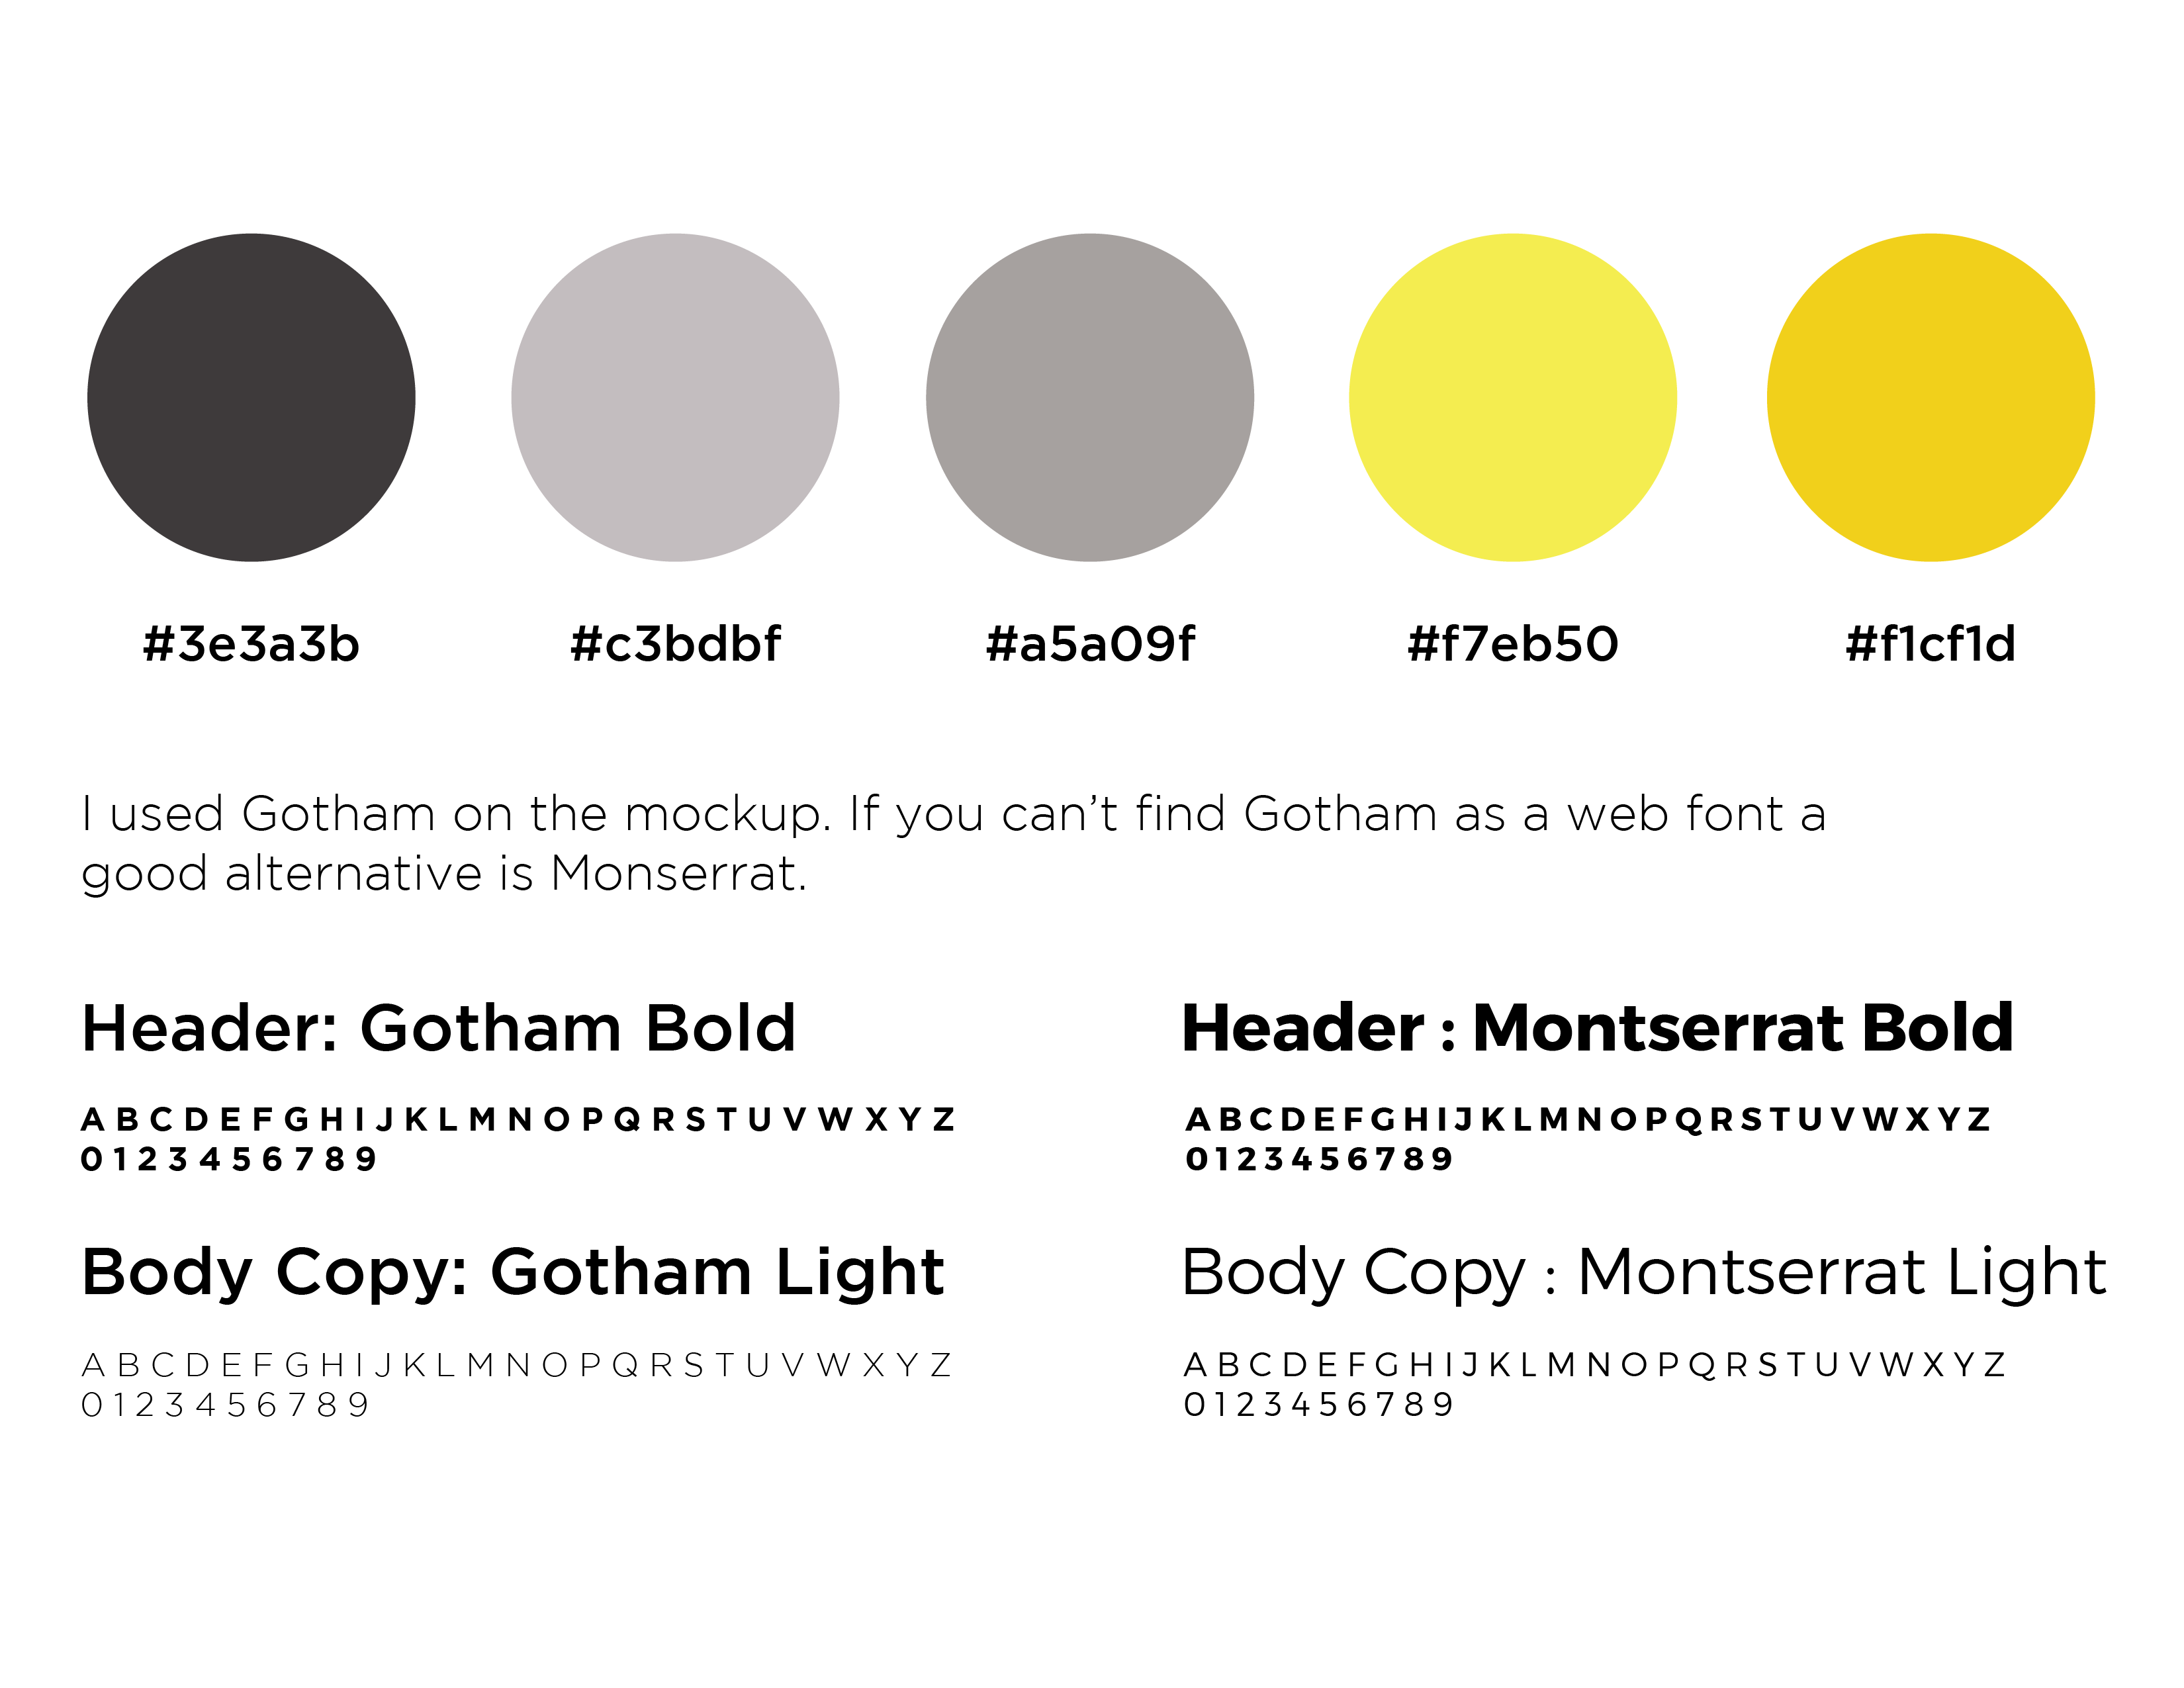 #3e3a3b #c3bdbf #a5a09f #f7eb50 #f1cf1d
I used Gotham on the mockup. If you can’t find Gotham as a web font a
good alternative is Monserrat.
Header: Gotham Bold
A B C D E F G H I J K L M N O P Q R S T U V W X Y Z
0 1 2 3 4 5 6 7 8 9
Body Copy: Gotham Light
A B C D E F G H I J K L M N O P Q R S T U V W X Y Z
0 1 2 3 4 5 6 7 8 9
Header : Montserrat Bold
A B C D E F G H I J K L M N O P Q R S T U V W X Y Z
0 1 2 3 4 5 6 7 8 9
Body Copy : Montserrat Light
A B C D E F G H I J K L M N O P Q R S T U V W X Y Z
0 1 2 3 4 5 6 7 8 9